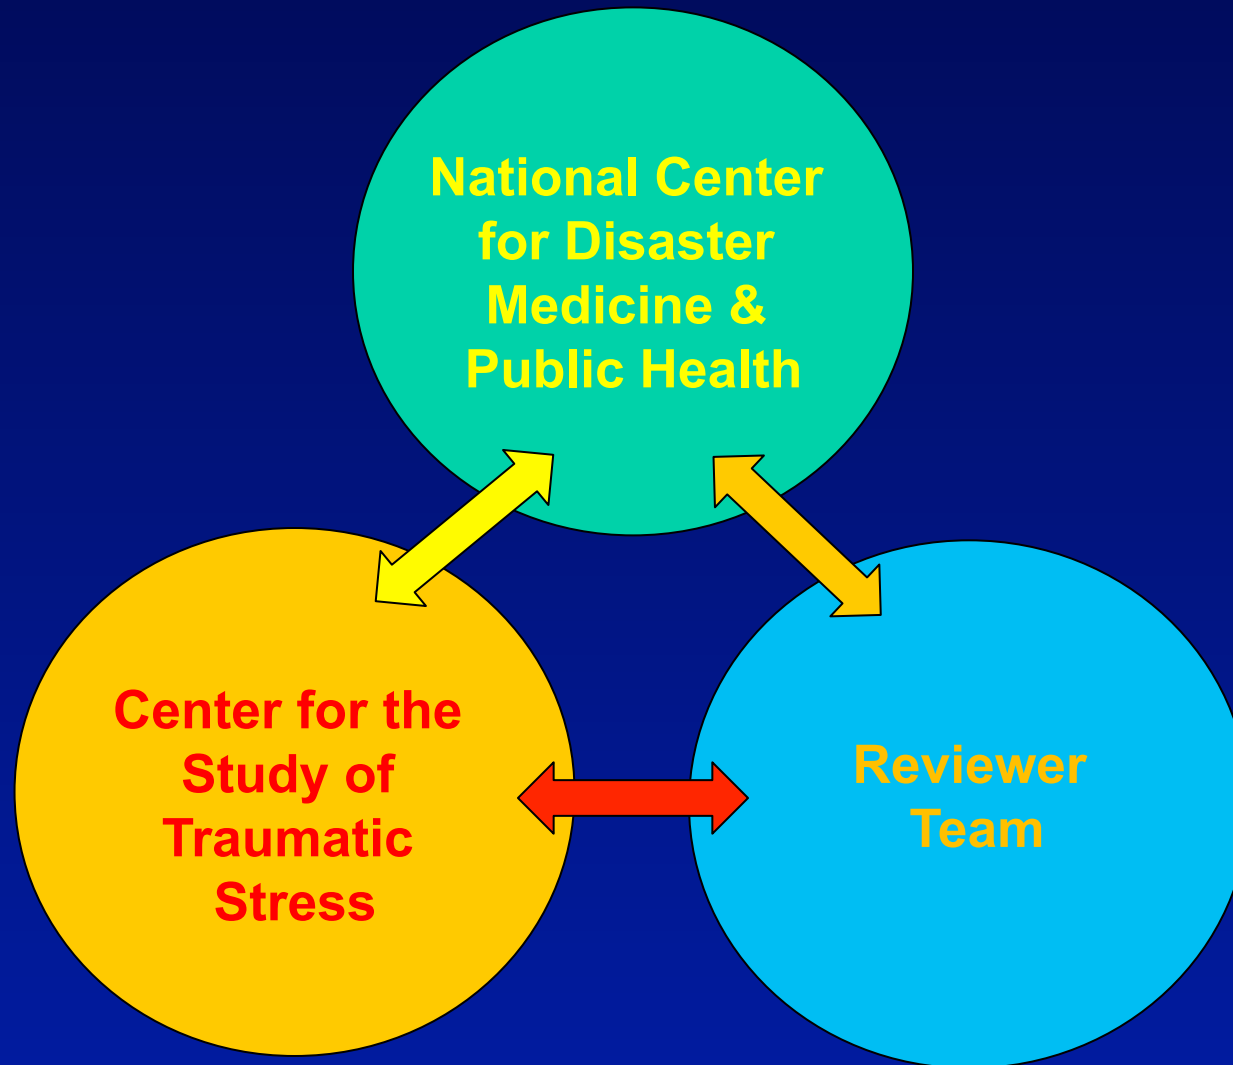 National Center
for Disaster
Medicine &
Public Health
Center for the
Study of
Traumatic
Stress
Reviewer
Team